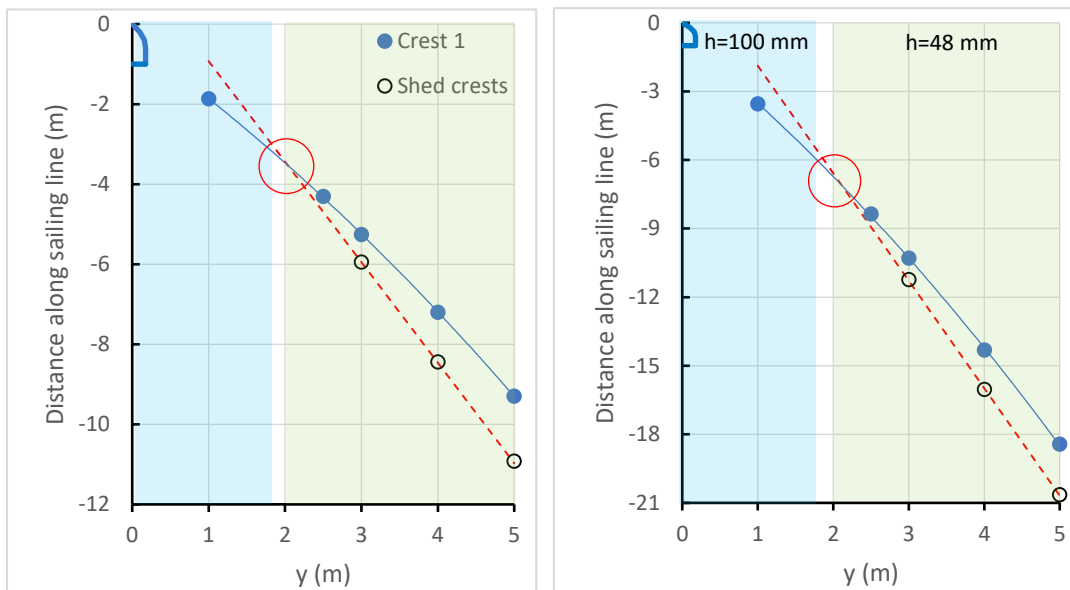 Distance along sailing line (m)
0
-2
-4
-6
-8
-10
-12
Crest 1
Shed crests
0 1 2 3 4 5
y (m)
Distance along sailing line (m)
0
-3
-6
-9
-12
-15
-18
-21
h=100 mm h=48 mm
0 1 2 3 4 5
y (m)